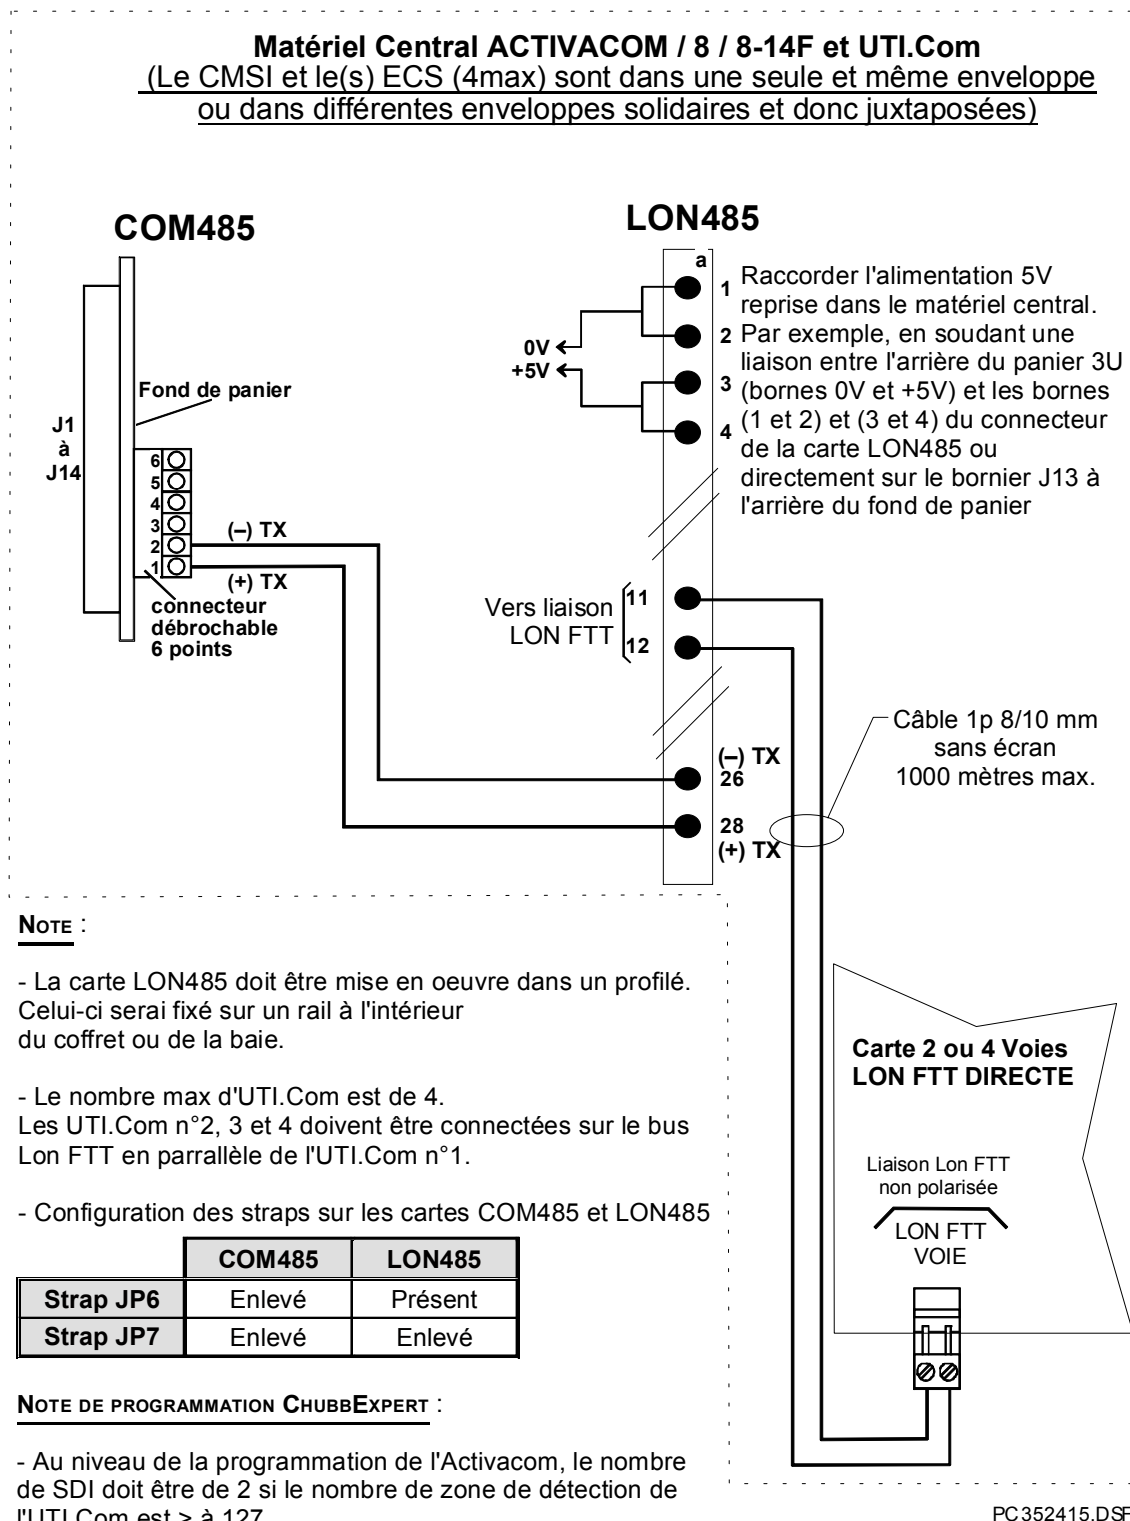 Matériel Central ACTIVACOM / 8 / 8-14F et UTI.Com
(Le CMSI et le(s) ECS (4max) sont dans une seule et même enveloppe
ou dans différentes enveloppes solidaires et donc juxtaposées)
COM485
LON485
a
1
2
3
4
Raccorder l'alimentation 5V
reprise dans le matériel central.
Par exemple, en soudant une
liaison entre l'arrière du panier 3U
(bornes 0V et +5V) et les bornes
(1 et 2) et (3 et 4) du connecteur
de la carte LON485 ou
directement sur le bornier J13 à
l'arrière du fond de panier
0V
+5V
Fond de panier
J1
à
J14
6
5
4
3
2
1
(–) TX
(+) TX
connecteur
débrochable
6 points
Vers liaison
LON FTT
11
12
Câble 1p 8/10 mm
sans écran
1000 mètres max.
(–) TX
26
28
(+) TX
NOTE :
- La carte LON485 doit être mise en oeuvre dans un profilé.
Celui-ci serai fixé sur un rail à l'intérieur
du coffret ou de la baie.
- Le nombre max d'UTI.Com est de 4.
Les UTI.Com n°2, 3 et 4 doivent être connectées sur le bus
Lon FTT en parrallèle de l'UTI.Com n°1.
- Configuration des straps sur les cartes COM485 et LON485
COM485 LON485
Strap JP6 Enlevé Présent
Strap JP7 Enlevé Enlevé
NOTE DE PROGRAMMATION CHUBBEXPERT :
- Au niveau de la programmation de l'Activacom, le nombre
de SDI doit être de 2 si le nombre de zone de détection de
l'UTI.Com est > à 127
Carte 2 ou 4 Voies
LON FTT DIRECTE
Liaison Lon FTT
non polarisée
LON FTT
VOIE
PC352415.DSF